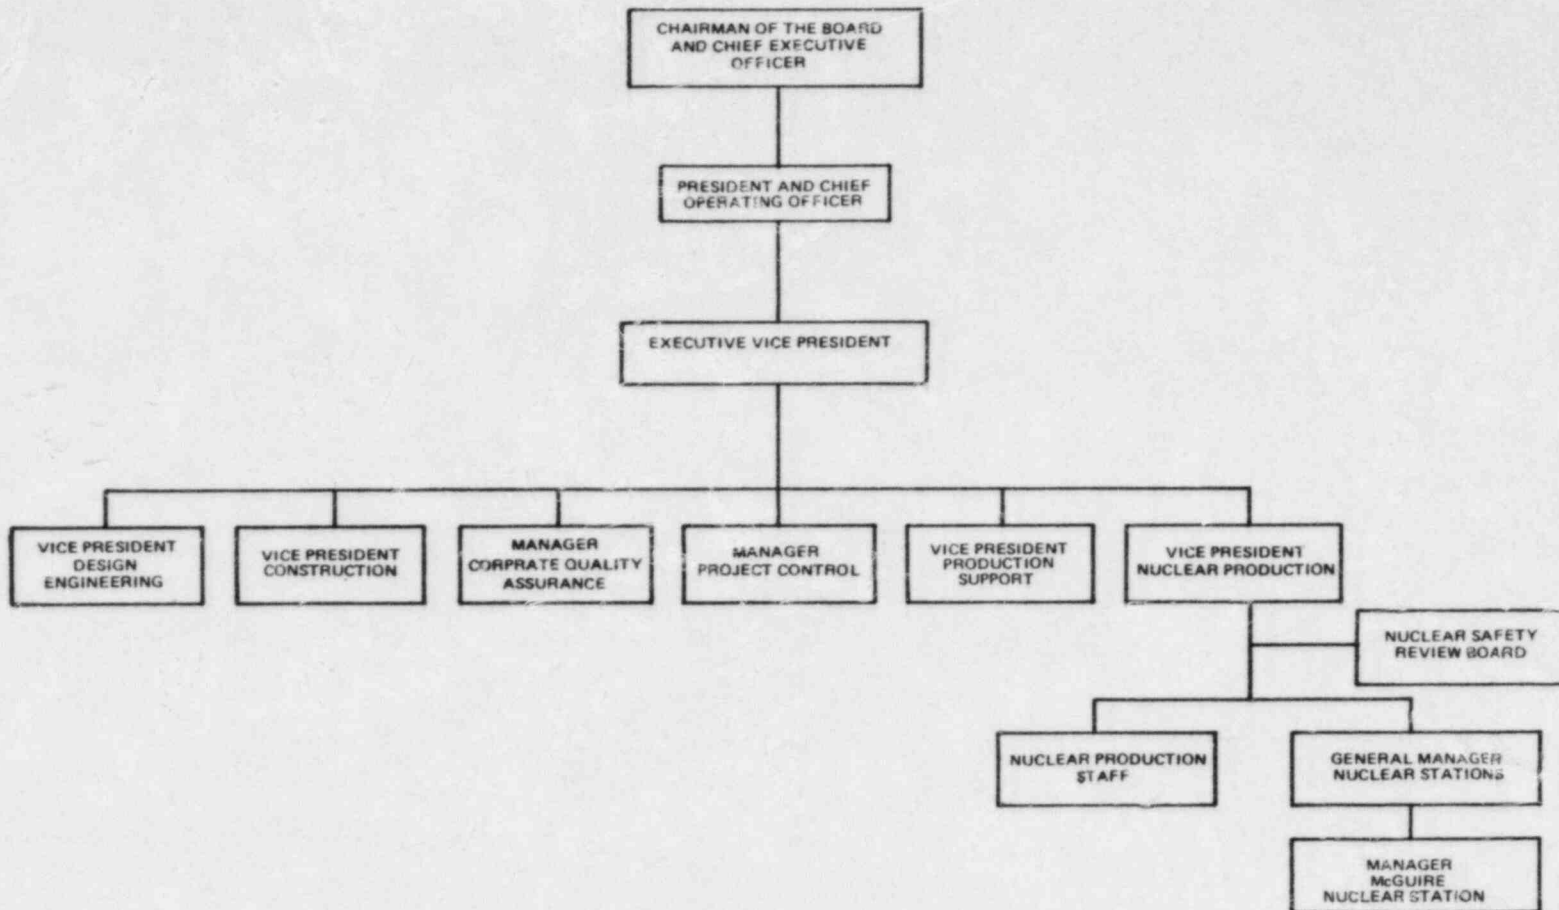 CHAIRMAN OF THE BOARD
AND CHIEF EXECUTIVE
OFFICER
PRESIDENT AND CHIEF
OPERATING OFFICER
EXECUTIVE VICE PRESIDENT
VICE PRESIDENT
DESIGN
ENGINEERING
VICE PRESIDENT
CONSTRUCTION
MANAGER
CORPRATE QUALITY
ASSURANCE
MANAGER
PROJECT CONTROL
VICE PRESIDENT
PRODUCTION
SUPPORT
VICE PRESIDENT
NUCLEAR PRODUCTION
NUCLEAR SAFETY
REVIEW BOARD
NUCLEAR PRODUCTION
STAFF
GENERAL MANAGER
NUCLEAR STATIONS
MANAGER
McGUIRE
NUCLEAR STATION